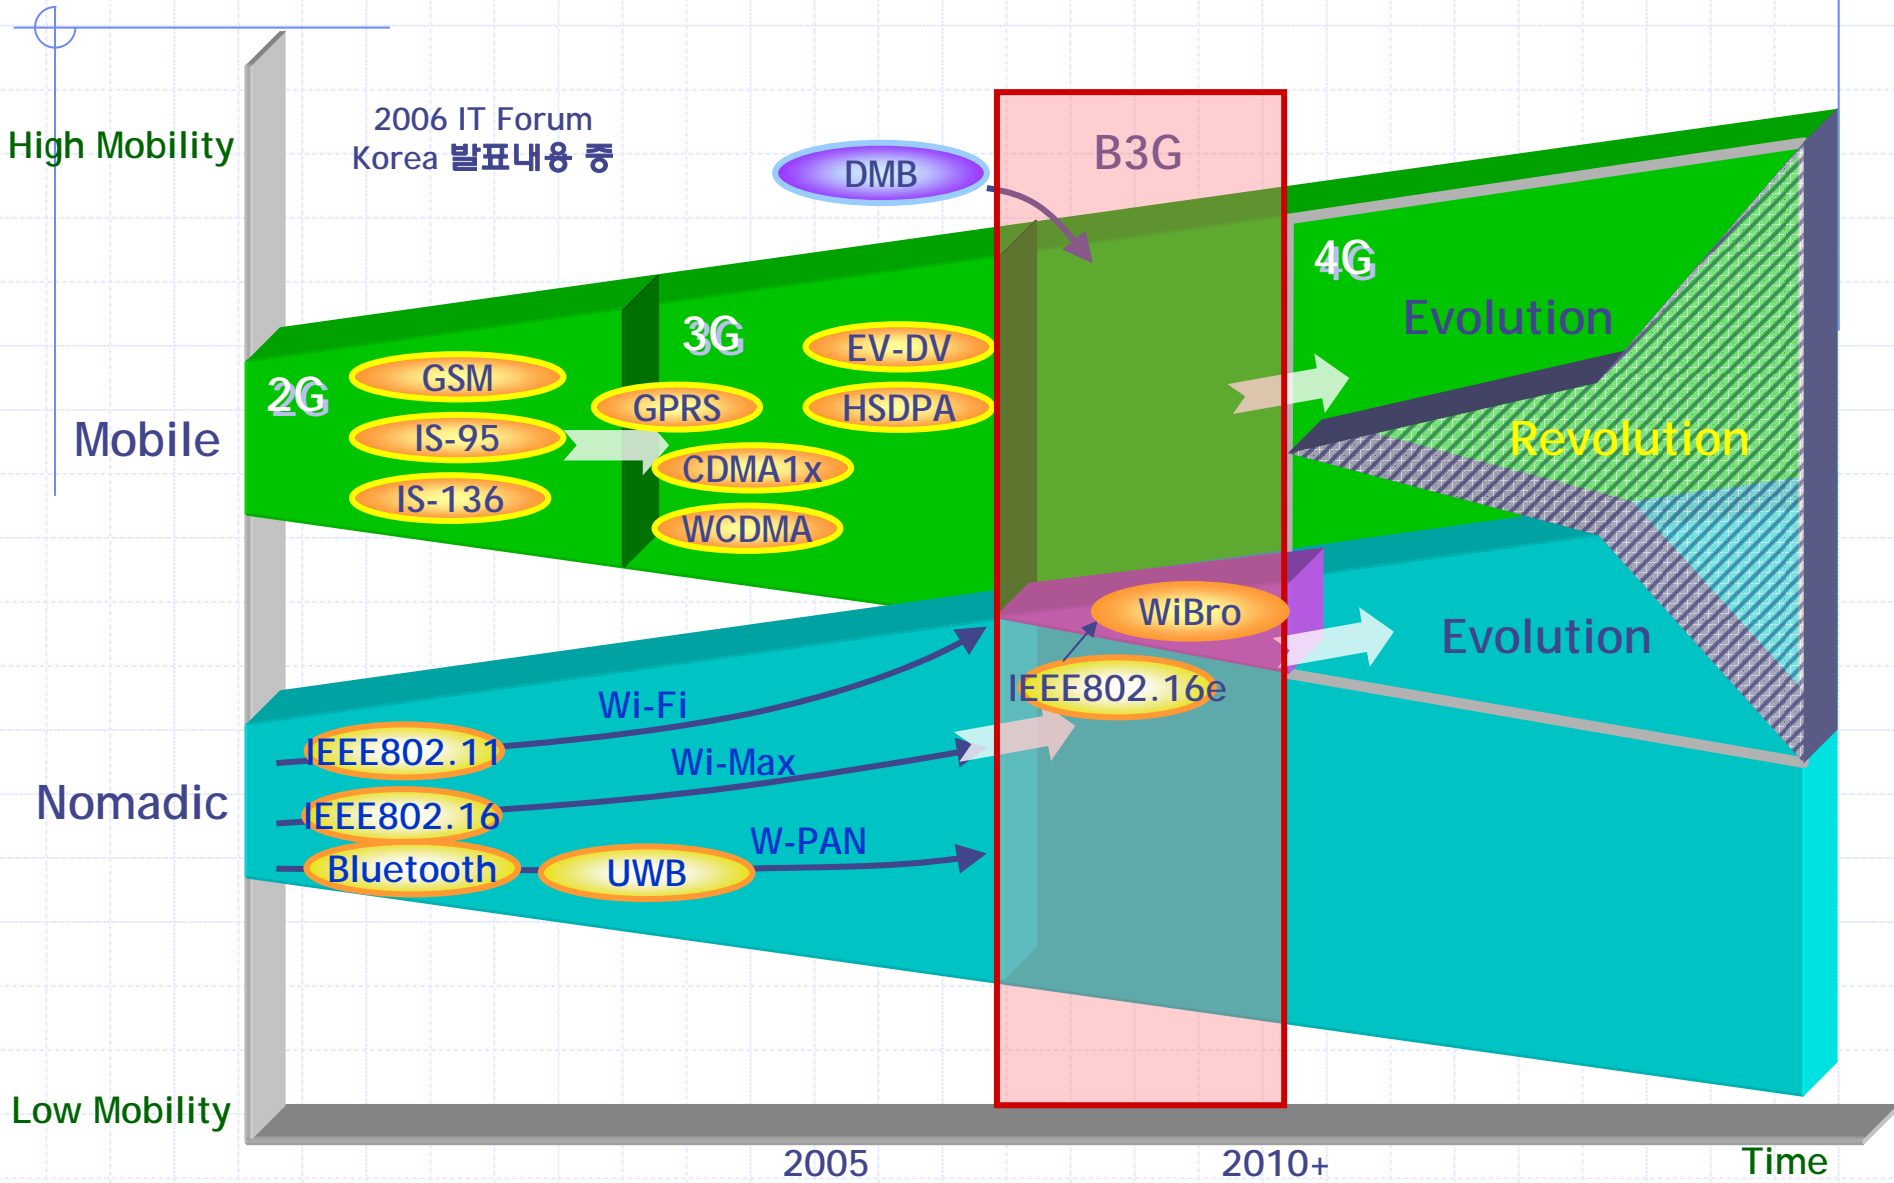 2006 IT Forum
Korea 발표내용 중
High Mobility
DMB
B3G
4G
Evolution
3G
EV-DV
2G
GSM
GPRS
HSDPA
Mobile
IS-95
Revolution
CDMA1x
IS-136
WCDMA
WiBro
Evolution
IEEE802.16e
Wi-Fi
IEEE802.11
Wi-Max
Nomadic
IEEE802.16
W-PAN
Bluetooth
UWB
Low Mobility
2005
2010+
Time